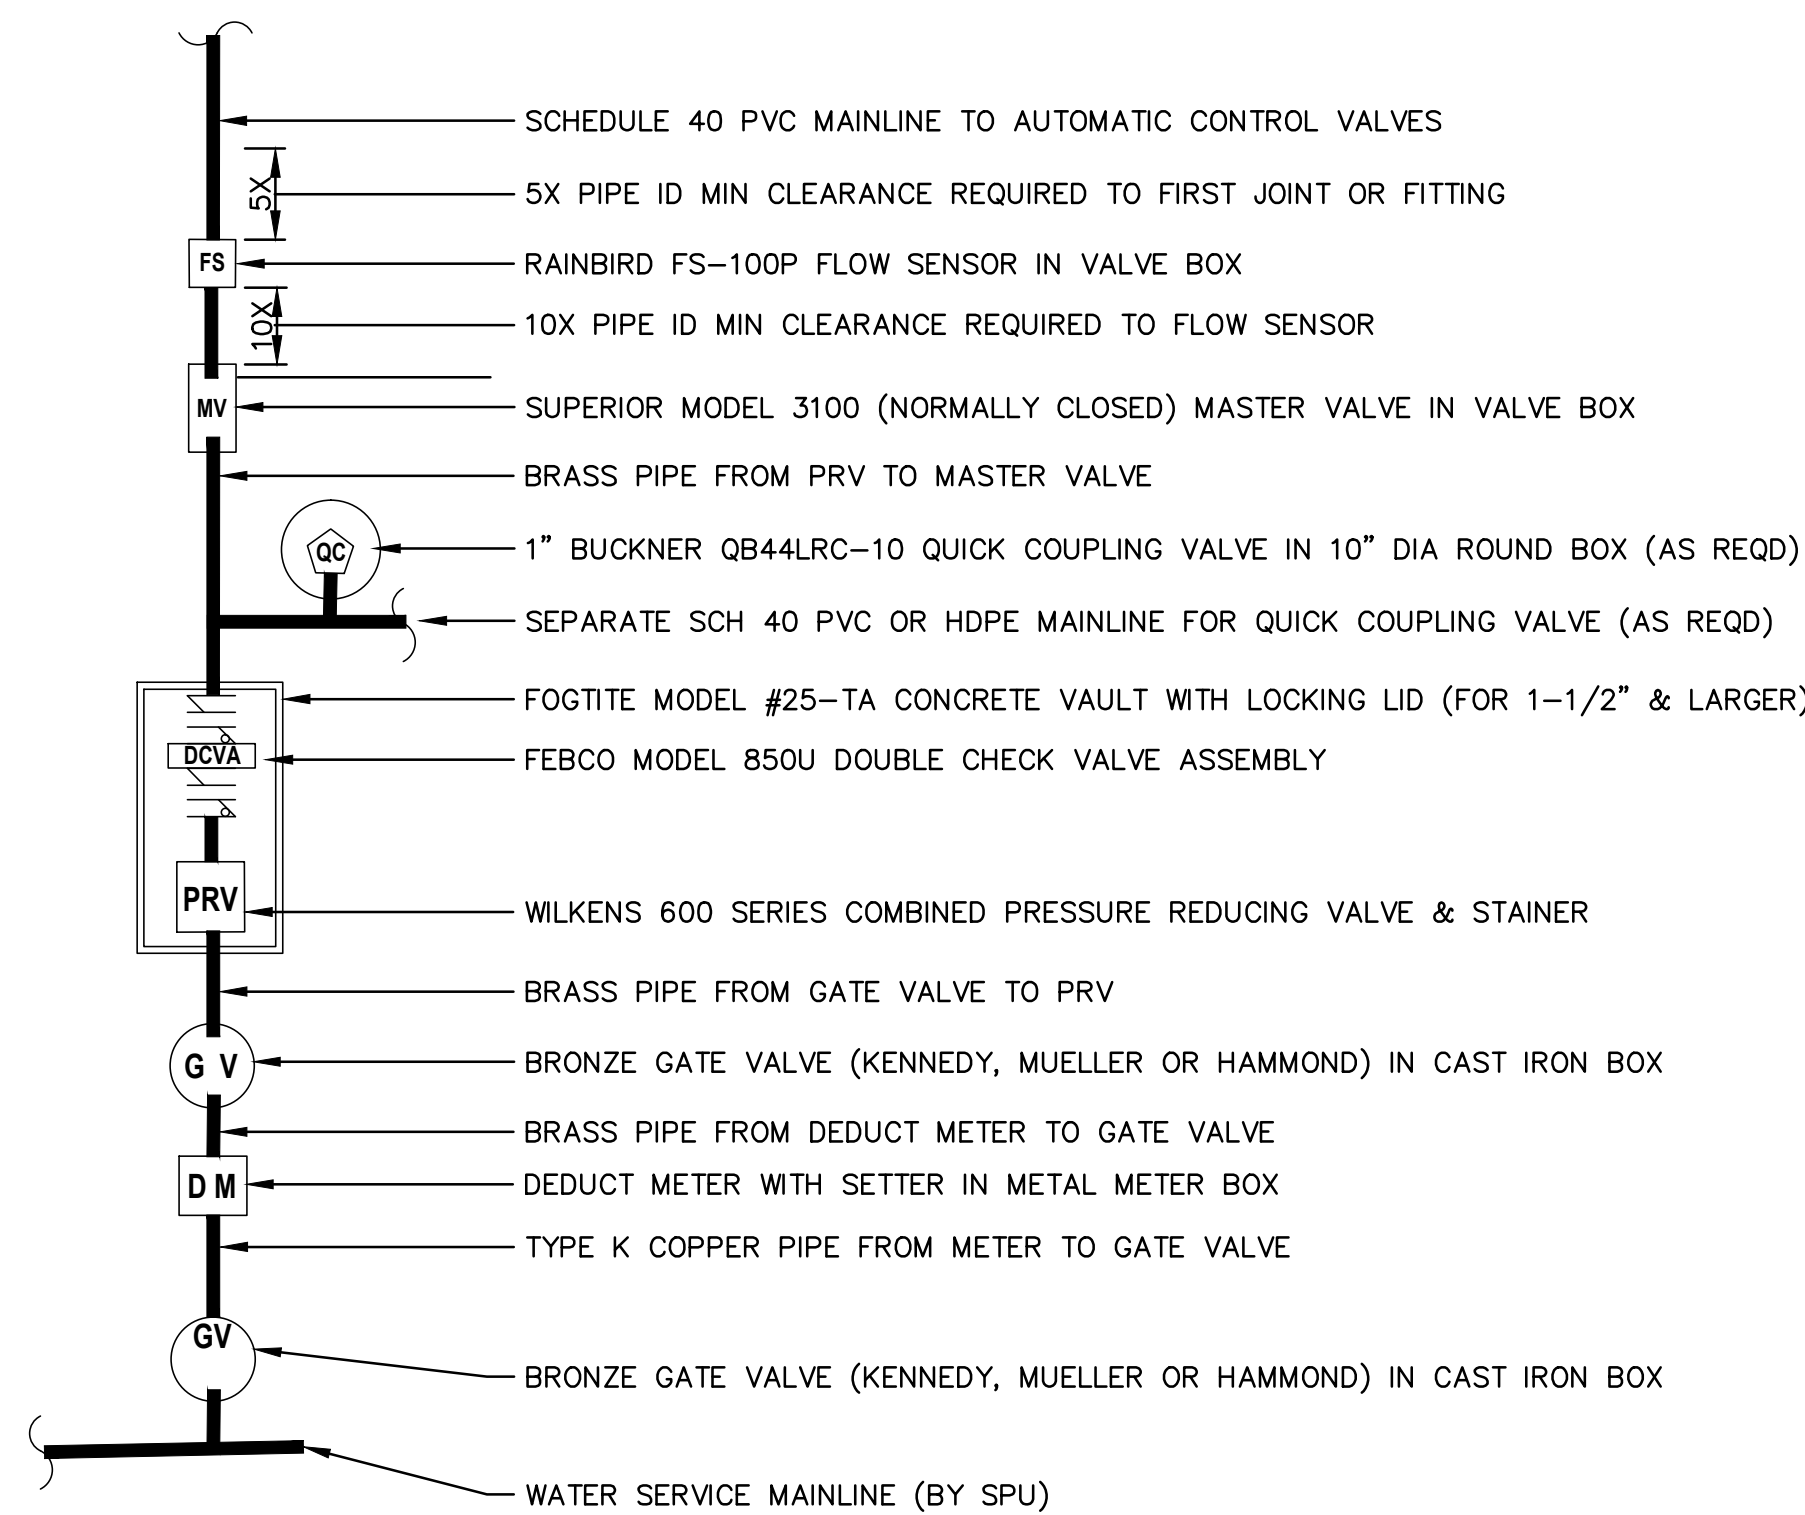 SCHEDULE 40 PVC MAINLINE TO AUTOMATIC CONTROL VALVES
5X
5X PIPE ID MIN CLEARANCE REQUIRED TO FIRST JOINT OR FITTING
FS
RAINBIRD FS-100P FLOW SENSOR IN VALVE BOX
10X
10X PIPE ID MIN CLEARANCE REQUIRED TO FLOW SENSOR
MV
SUPERIOR MODEL 3100 (NORMALLY CLOSED) MASTER VALVE IN VALVE BOX
BRASS PIPE FROM PRV TO MASTER VALVE
QC
1" BUCKNER QB44LRC-10 QUICK COUPLING VALVE IN 10" DIA ROUND BOX (AS REQD)
SEPARATE SCH 40 PVC OR HDPE MAINLINE FOR QUICK COUPLING VALVE (AS REQD)
FOGTITE MODEL #25-TA CONCRETE VAULT WITH LOCKING LID (FOR 1-1/2" & LARGER)
DCVA
FEBCO MODEL 850U DOUBLE CHECK VALVE ASSEMBLY
PRV
WILKENS 600 SERIES COMBINED PRESSURE REDUCING VALVE & STAINER
BRASS PIPE FROM GATE VALVE TO PRV
G V
BRONZE GATE VALVE (KENNEDY, MUELLER OR HAMMOND) IN CAST IRON BOX
BRASS PIPE FROM DEDUCT METER TO GATE VALVE
D M
DEDUCT METER WITH SETTER IN METAL METER BOX
TYPE K COPPER PIPE FROM METER TO GATE VALVE
GV
BRONZE GATE VALVE (KENNEDY, MUELLER OR HAMMOND) IN CAST IRON BOX
WATER SERVICE MAINLINE (BY SPU)